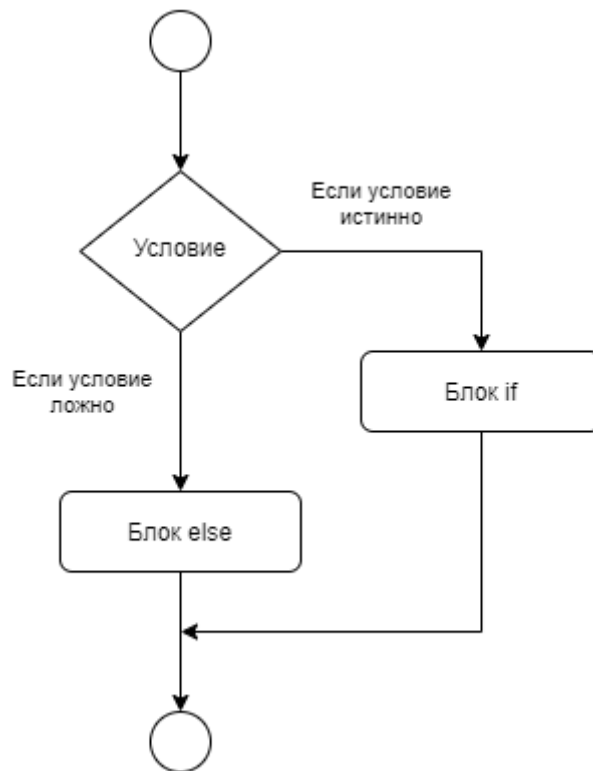 Если условие
истинно
Условие
Если условие
ложно
Блок if
Блок else